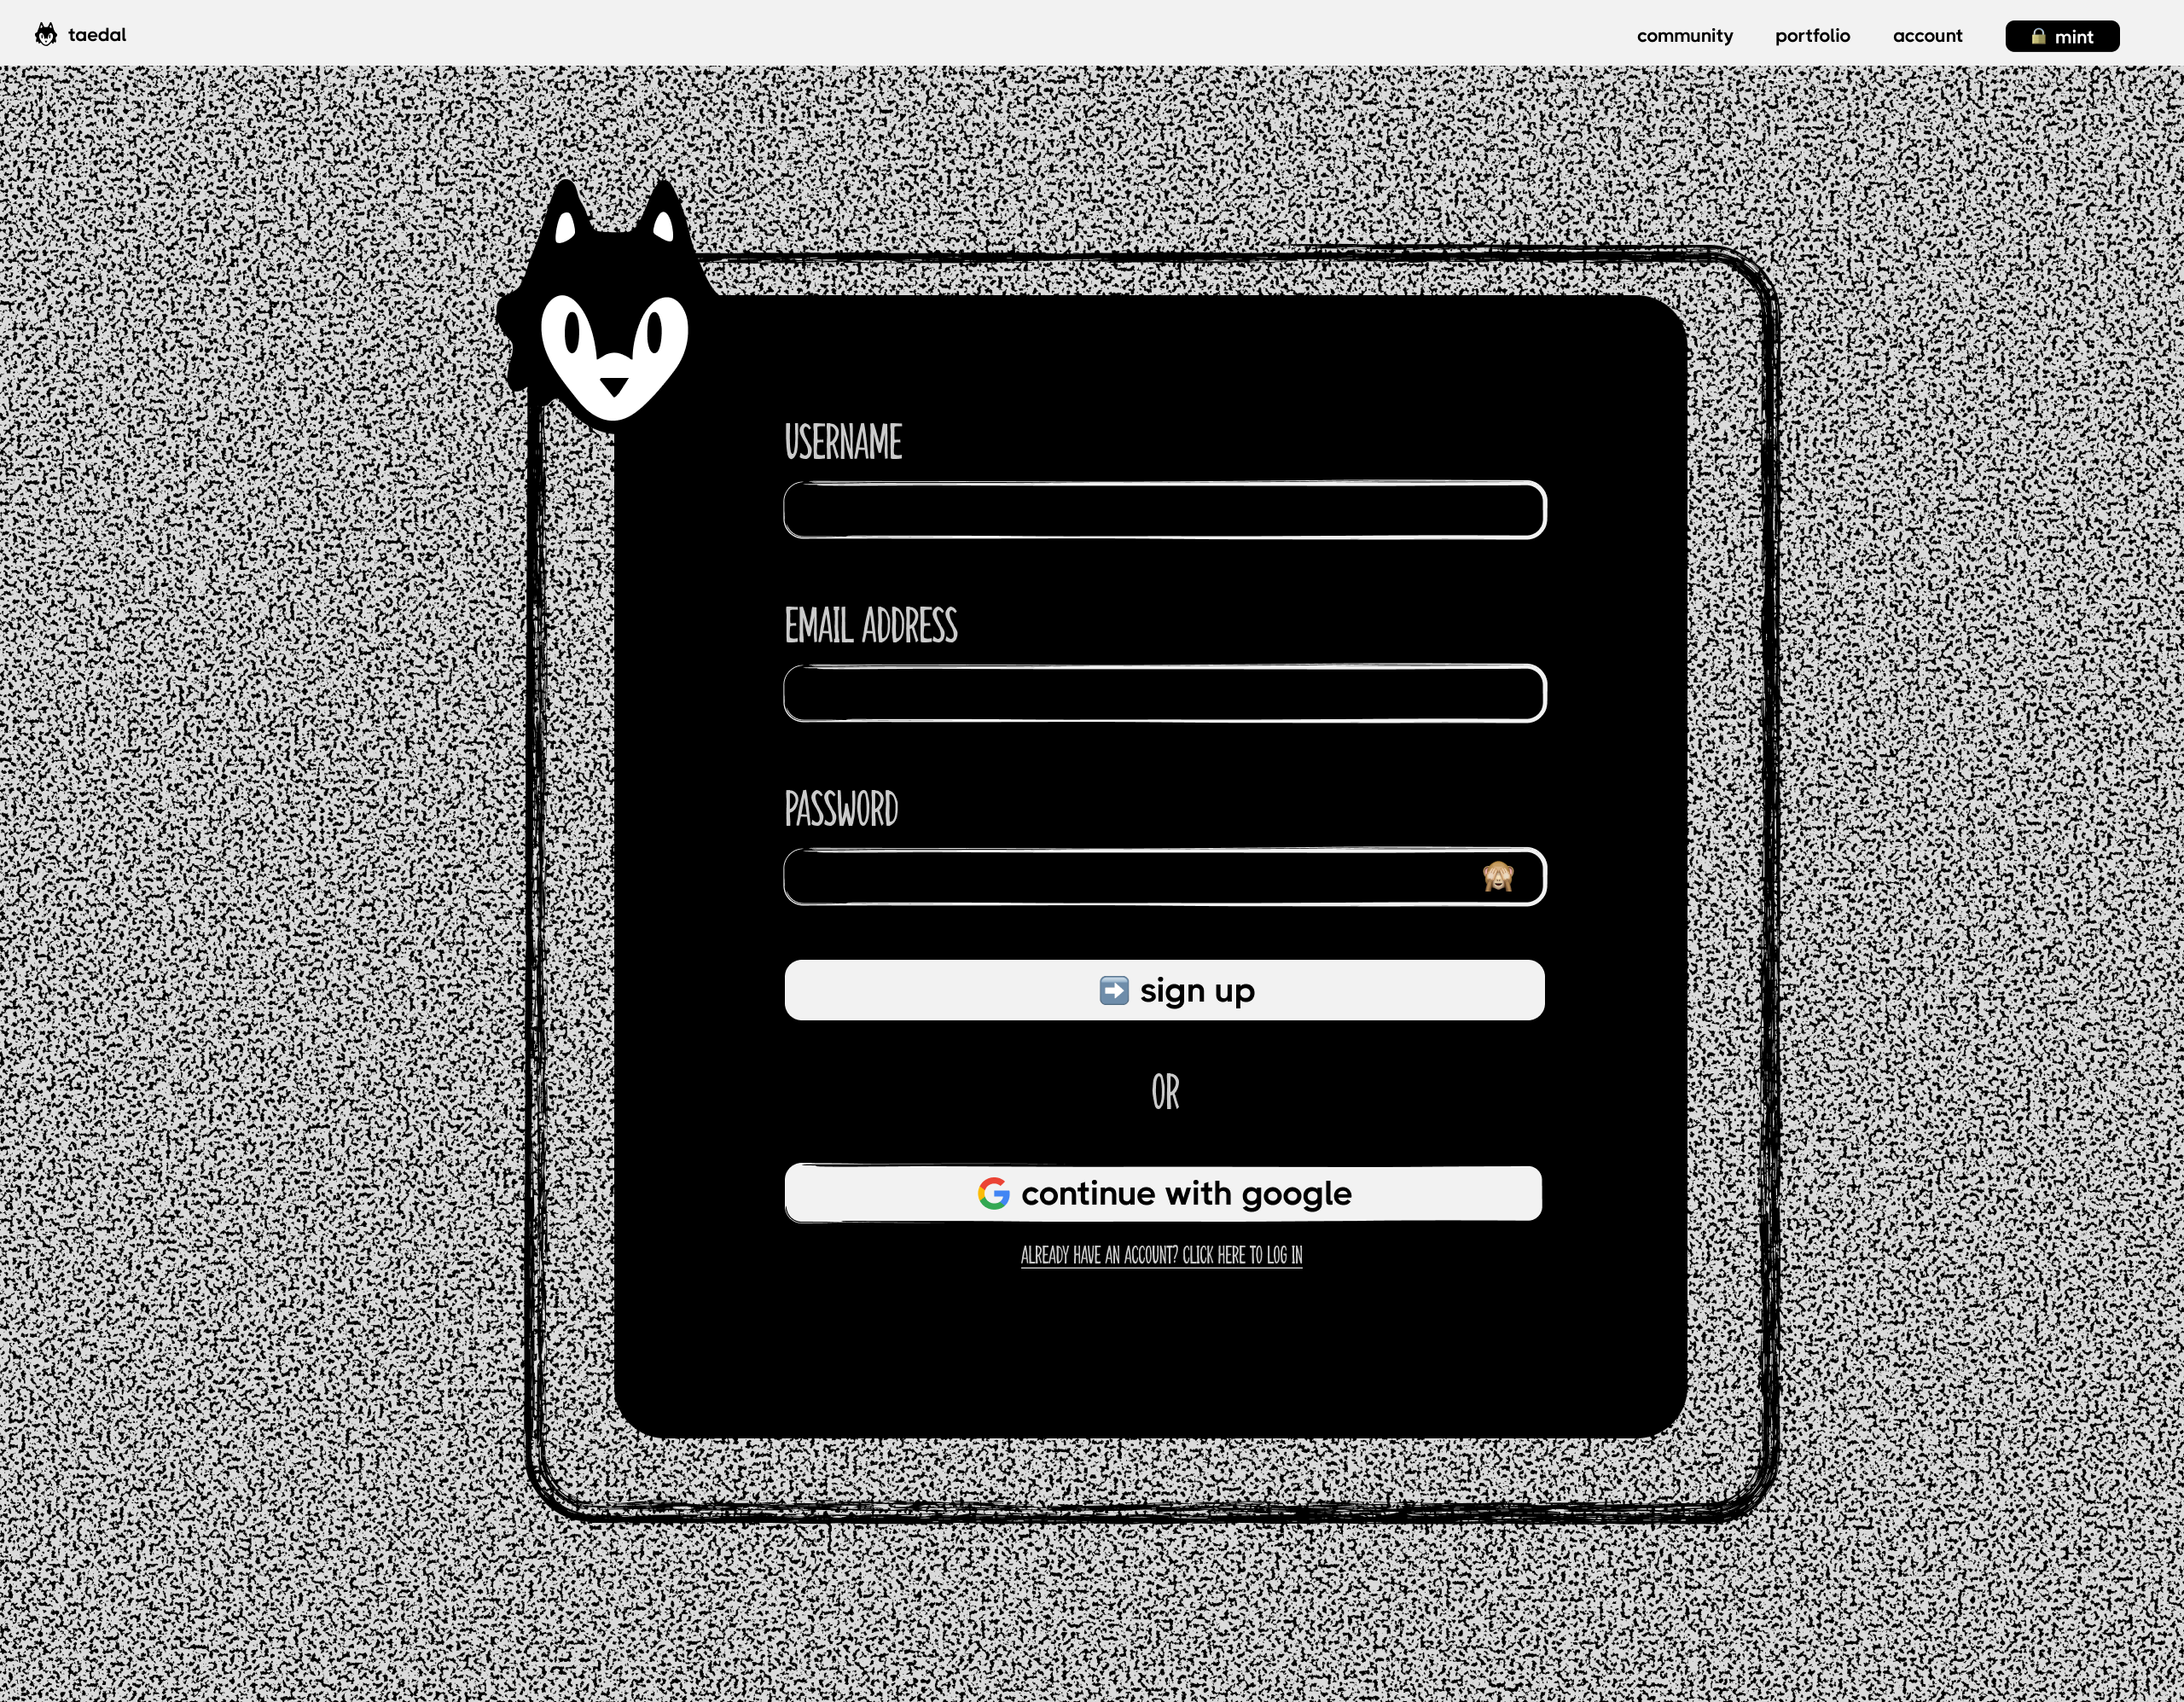 taedal
community
portfolio
account
🔒 mint
USERNAME
EMAIL ADDRESS
PASSWORD
➡️ sign up
OR
continue with google
ALREADY HAVE AN ACCOUNT? CLICK HERE TO LOG IN